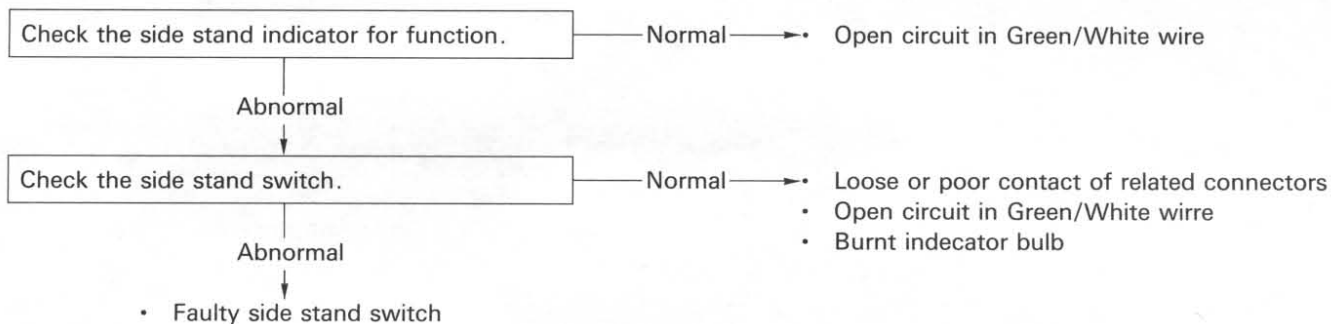 Check the side stand indicator for function.
Normal
• Open circuit in Green/White wire
Abnormal
Check the side stand switch.
Normal
• Loose or poor contact of related connectors
• Open circuit in Green/White wirre
• Burnt indecator bulb
Abnormal
• Faulty side stand switch